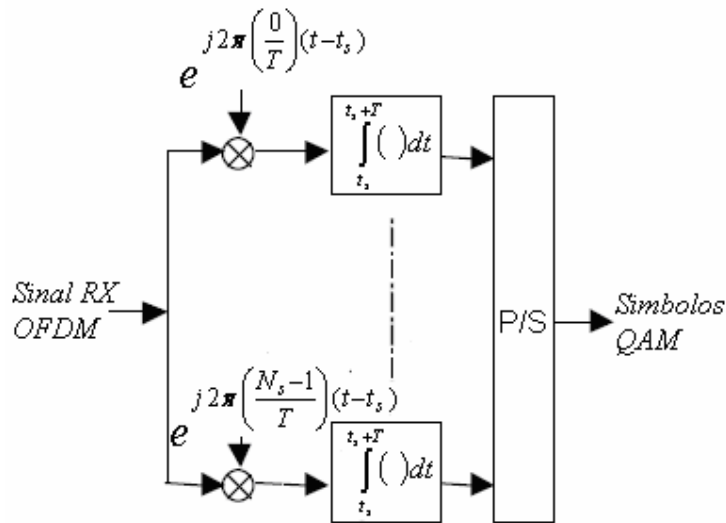 e^{j2π(0/T)(t-t_s)}
∫_{t_s}^{t_s+T} ( ) dt
Sinal RX
OFDM
P/S
Simbolos
QAM
e^{j2π((N_s-1)/T)(t-t_s)}
∫_{t_s}^{t_s+T} ( ) dt